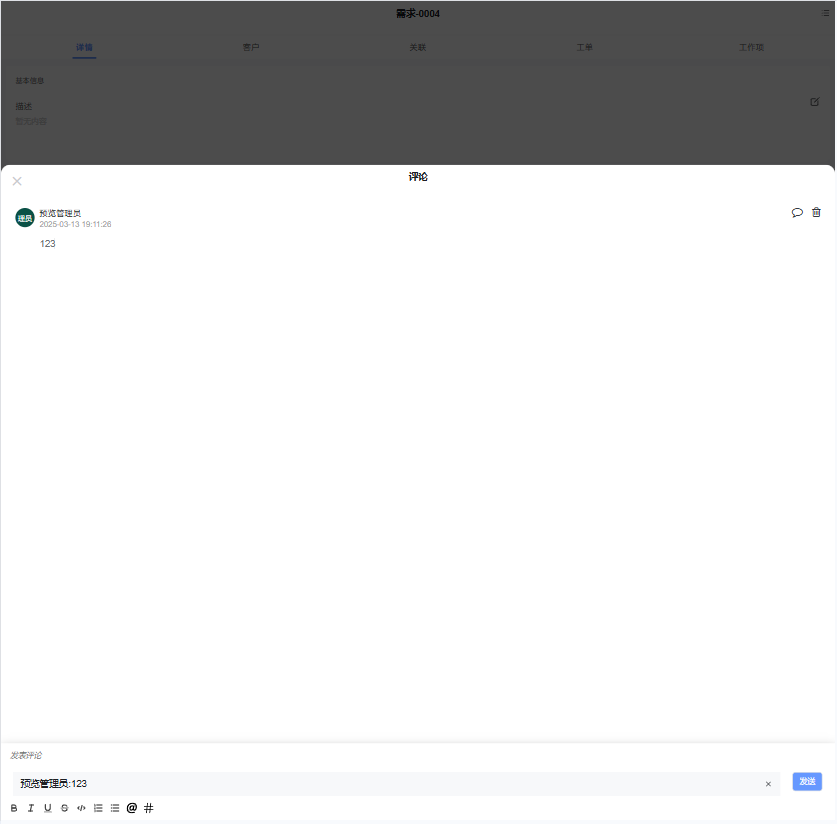 需求-0004
详情 客户 关联 工单 工作项
基本信息
描述
暂无内容
评论
理员 预览管理员
2025-03-13 19:11:26
123
发表评论
预览管理员:123
发送
B I U S </> @ #